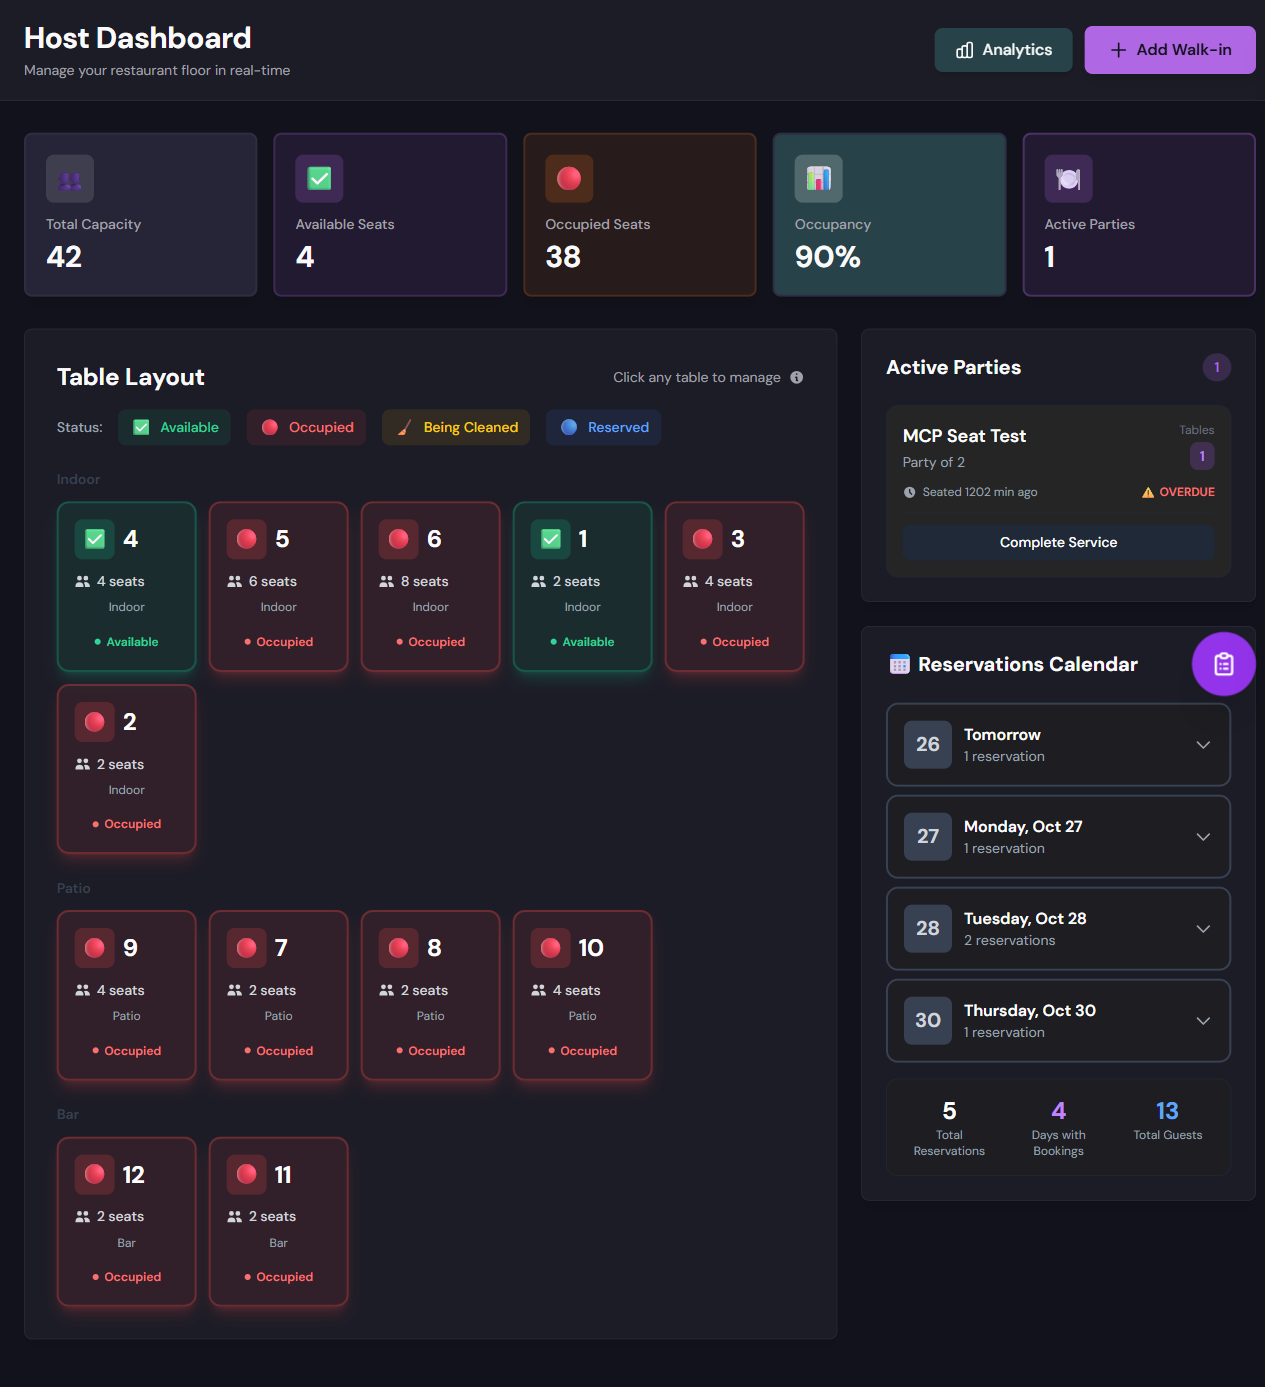 Host Dashboard
Manage your restaurant floor in real-time
Analytics
Add Walk-in
Total Capacity
42
Available Seats
4
Occupied Seats
38
Occupancy
90%
Active Parties
1
Table Layout
Click any table to manage
Status:
Available
Occupied
Being Cleaned
Reserved
Indoor
4
4 seats
Indoor
Available
5
6 seats
Indoor
Occupied
6
8 seats
Indoor
Occupied
1
2 seats
Indoor
Available
3
4 seats
Indoor
Occupied
2
2 seats
Indoor
Occupied
Patio
9
4 seats
Patio
Occupied
7
2 seats
Patio
Occupied
8
2 seats
Patio
Occupied
10
4 seats
Patio
Occupied
Bar
12
2 seats
Bar
Occupied
11
2 seats
Bar
Occupied
Active Parties
1
MCP Seat Test
Party of 2
Tables
1
Seated 1202 min ago
OVERDUE
Complete Service
Reservations Calendar
26
Tomorrow
1 reservation
27
Monday, Oct 27
1 reservation
28
Tuesday, Oct 28
2 reservations
30
Thursday, Oct 30
1 reservation
5
Total
Reservations
4
Days with
Bookings
13
Total Guests